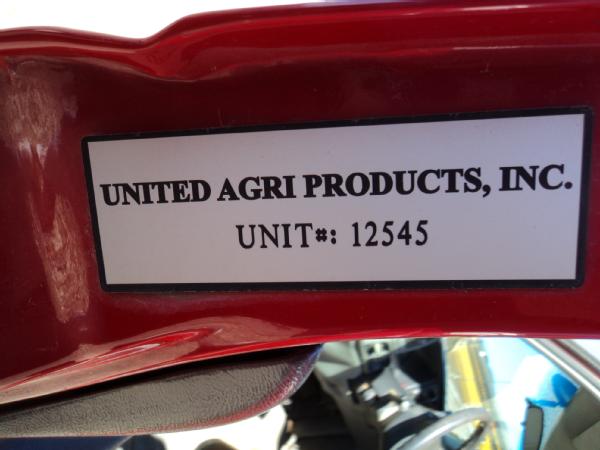 UNITED AGRI PRODUCTS, INC.
UNIT#: 12545